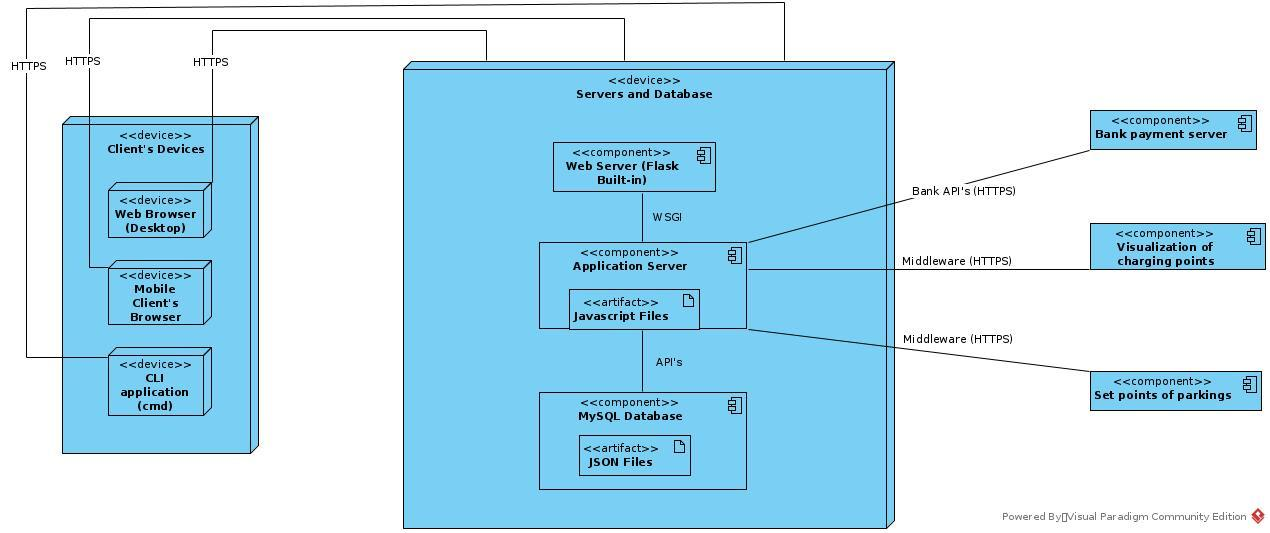 HTTPS
HTTPS
HTTPS
<<device>>
Client's Devices
<<device>>
Web Browser
(Desktop)
<<device>>
Mobile
Client's
Browser
<<device>>
CLI
application
(cmd)
<<device>>
Servers and Database
<<component>>
Web Server (Flask
Built-in)
WSGI
<<component>>
Application Server
<<artifact>>
Javascript Files
API's
<<component>>
MySQL Database
<<artifact>>
JSON Files
Bank API's (HTTPS)
Middleware (HTTPS)
Middleware (HTTPS)
<<component>>
Bank payment server
<<component>>
Visualization of
charging points
<<component>>
Set points of parkings
Powered By▯Visual Paradigm Community Edition